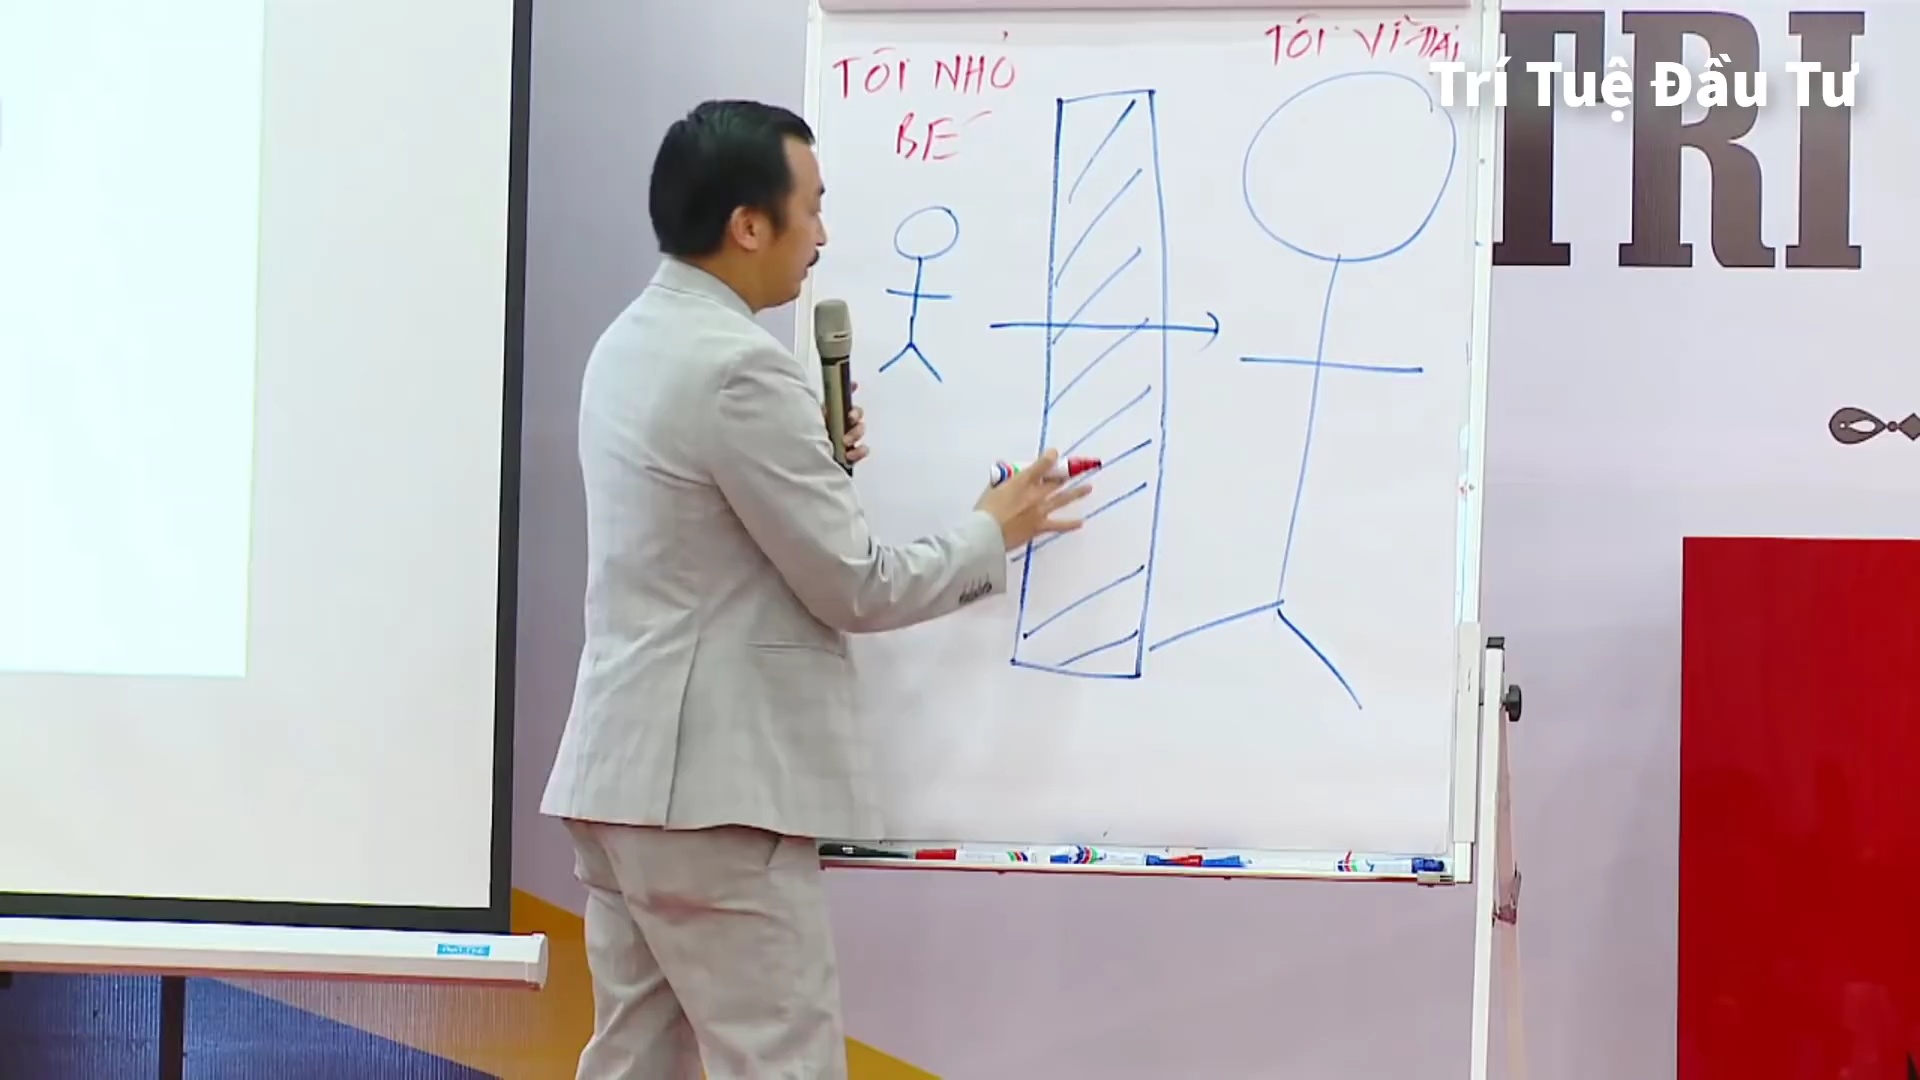 TÔI NHỎ
BÉ
TÔI VĨ ĐẠI
Trí Tuệ Đầu Tư
TRI